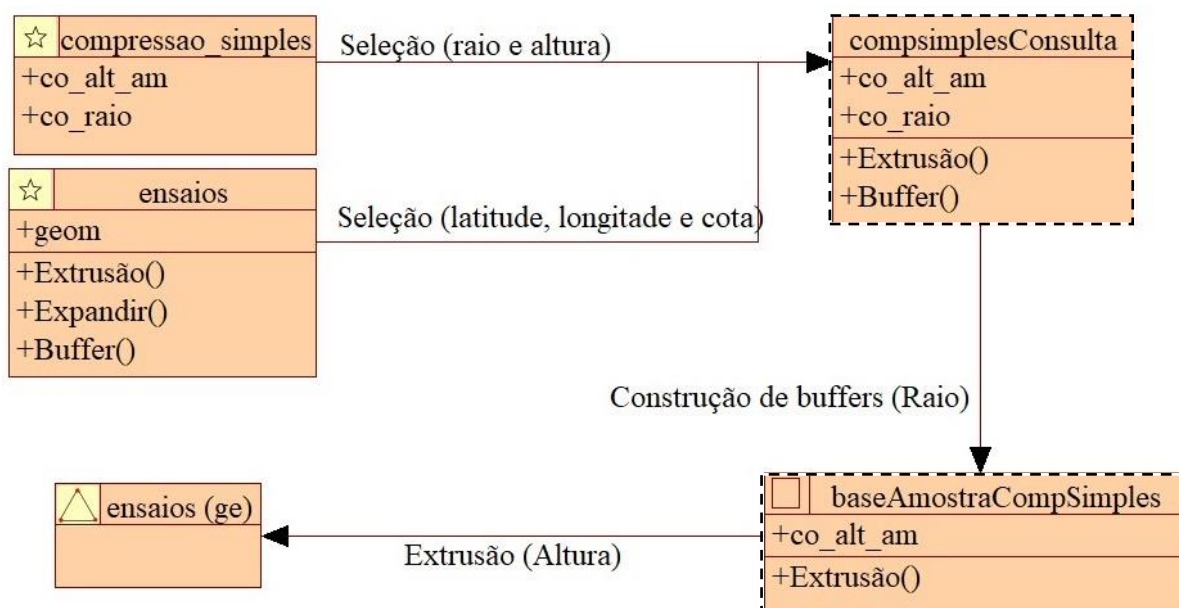 compressao_simples
+co_alt_am
+co_raio
Seleção (raio e altura)
compsimplesConsulta
+co_alt_am
+co_raio
+Extrusão()
+Buffer()
ensaios
+geom
+Extrusão()
+Expandir()
+Buffer()
Seleção (latitude, longitade e cota)
Construção de buffers (Raio)
baseAmostraCompSimples
+co_alt_am
+Extrusão()
Extrusão (Altura)
ensaios (ge)